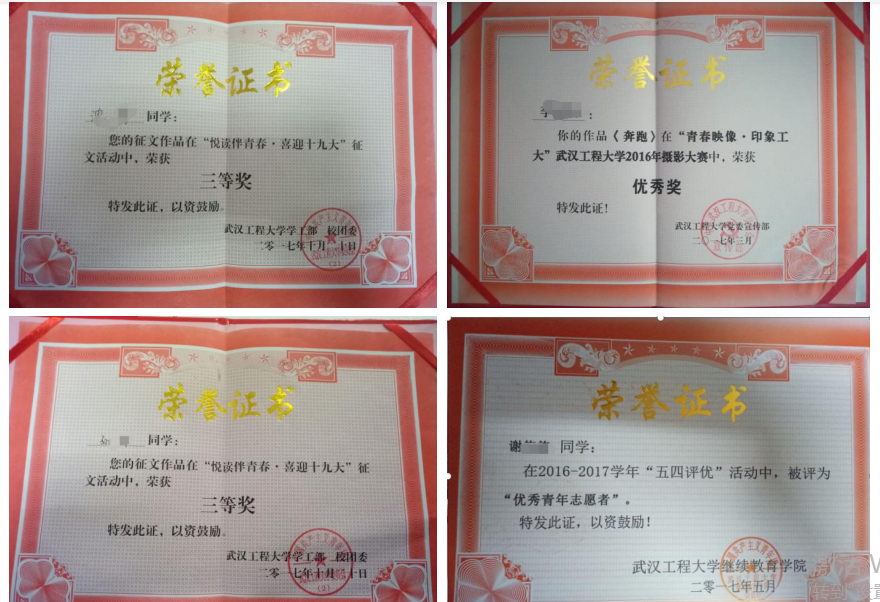 荣誉证书
同学：
您的征文作品在“悦读伴青春·喜迎十九大”征
文活动中，荣获
三等奖
特发此证，以资鼓励。
武汉工程大学学工部 校团委
二〇一七年十月 十日
荣誉证书
李 ：
你的作品《奔跑》在“青春映像·印象工
大”武汉工程大学2016年摄影大赛中，荣获
优秀奖
特发此证！
武汉工程大学党委宣传部
二〇一七年三月
荣誉证书
同学：
您的征文作品在“悦读伴青春·喜迎十九大”征
文活动中，荣获
三等奖
特发此证，以资鼓励。
武汉工程大学学工部 校团委
二〇一七年十月 十日
荣誉证书
谢 同学：
在2016-2017学年“五四评优”活动中，被评为
“优秀青年志愿者”。
特发此证，以资鼓励！
武汉工程大学继续教育学院
二〇一七年五月